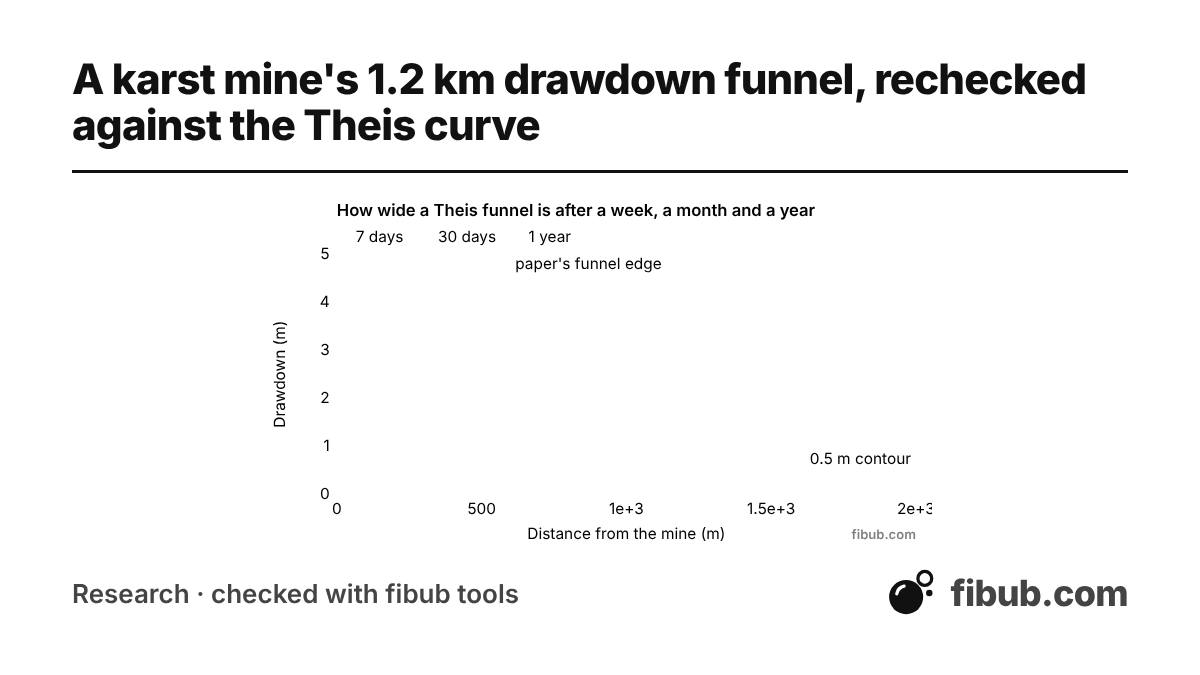 A karst mine's 1.2 km drawdown funnel, rechecked
against the Theis curve
How wide a Theis funnel is after a week, a month and a year
7 days 30 days 1 year
paper's funnel edge
5
4
3
2
1
0
Drawdown (m)
0.5 m contour
0 500 1e+3 1.5e+3 2e+3
Distance from the mine (m)
fibub.com
Research · checked with fibub tools
fibub.com